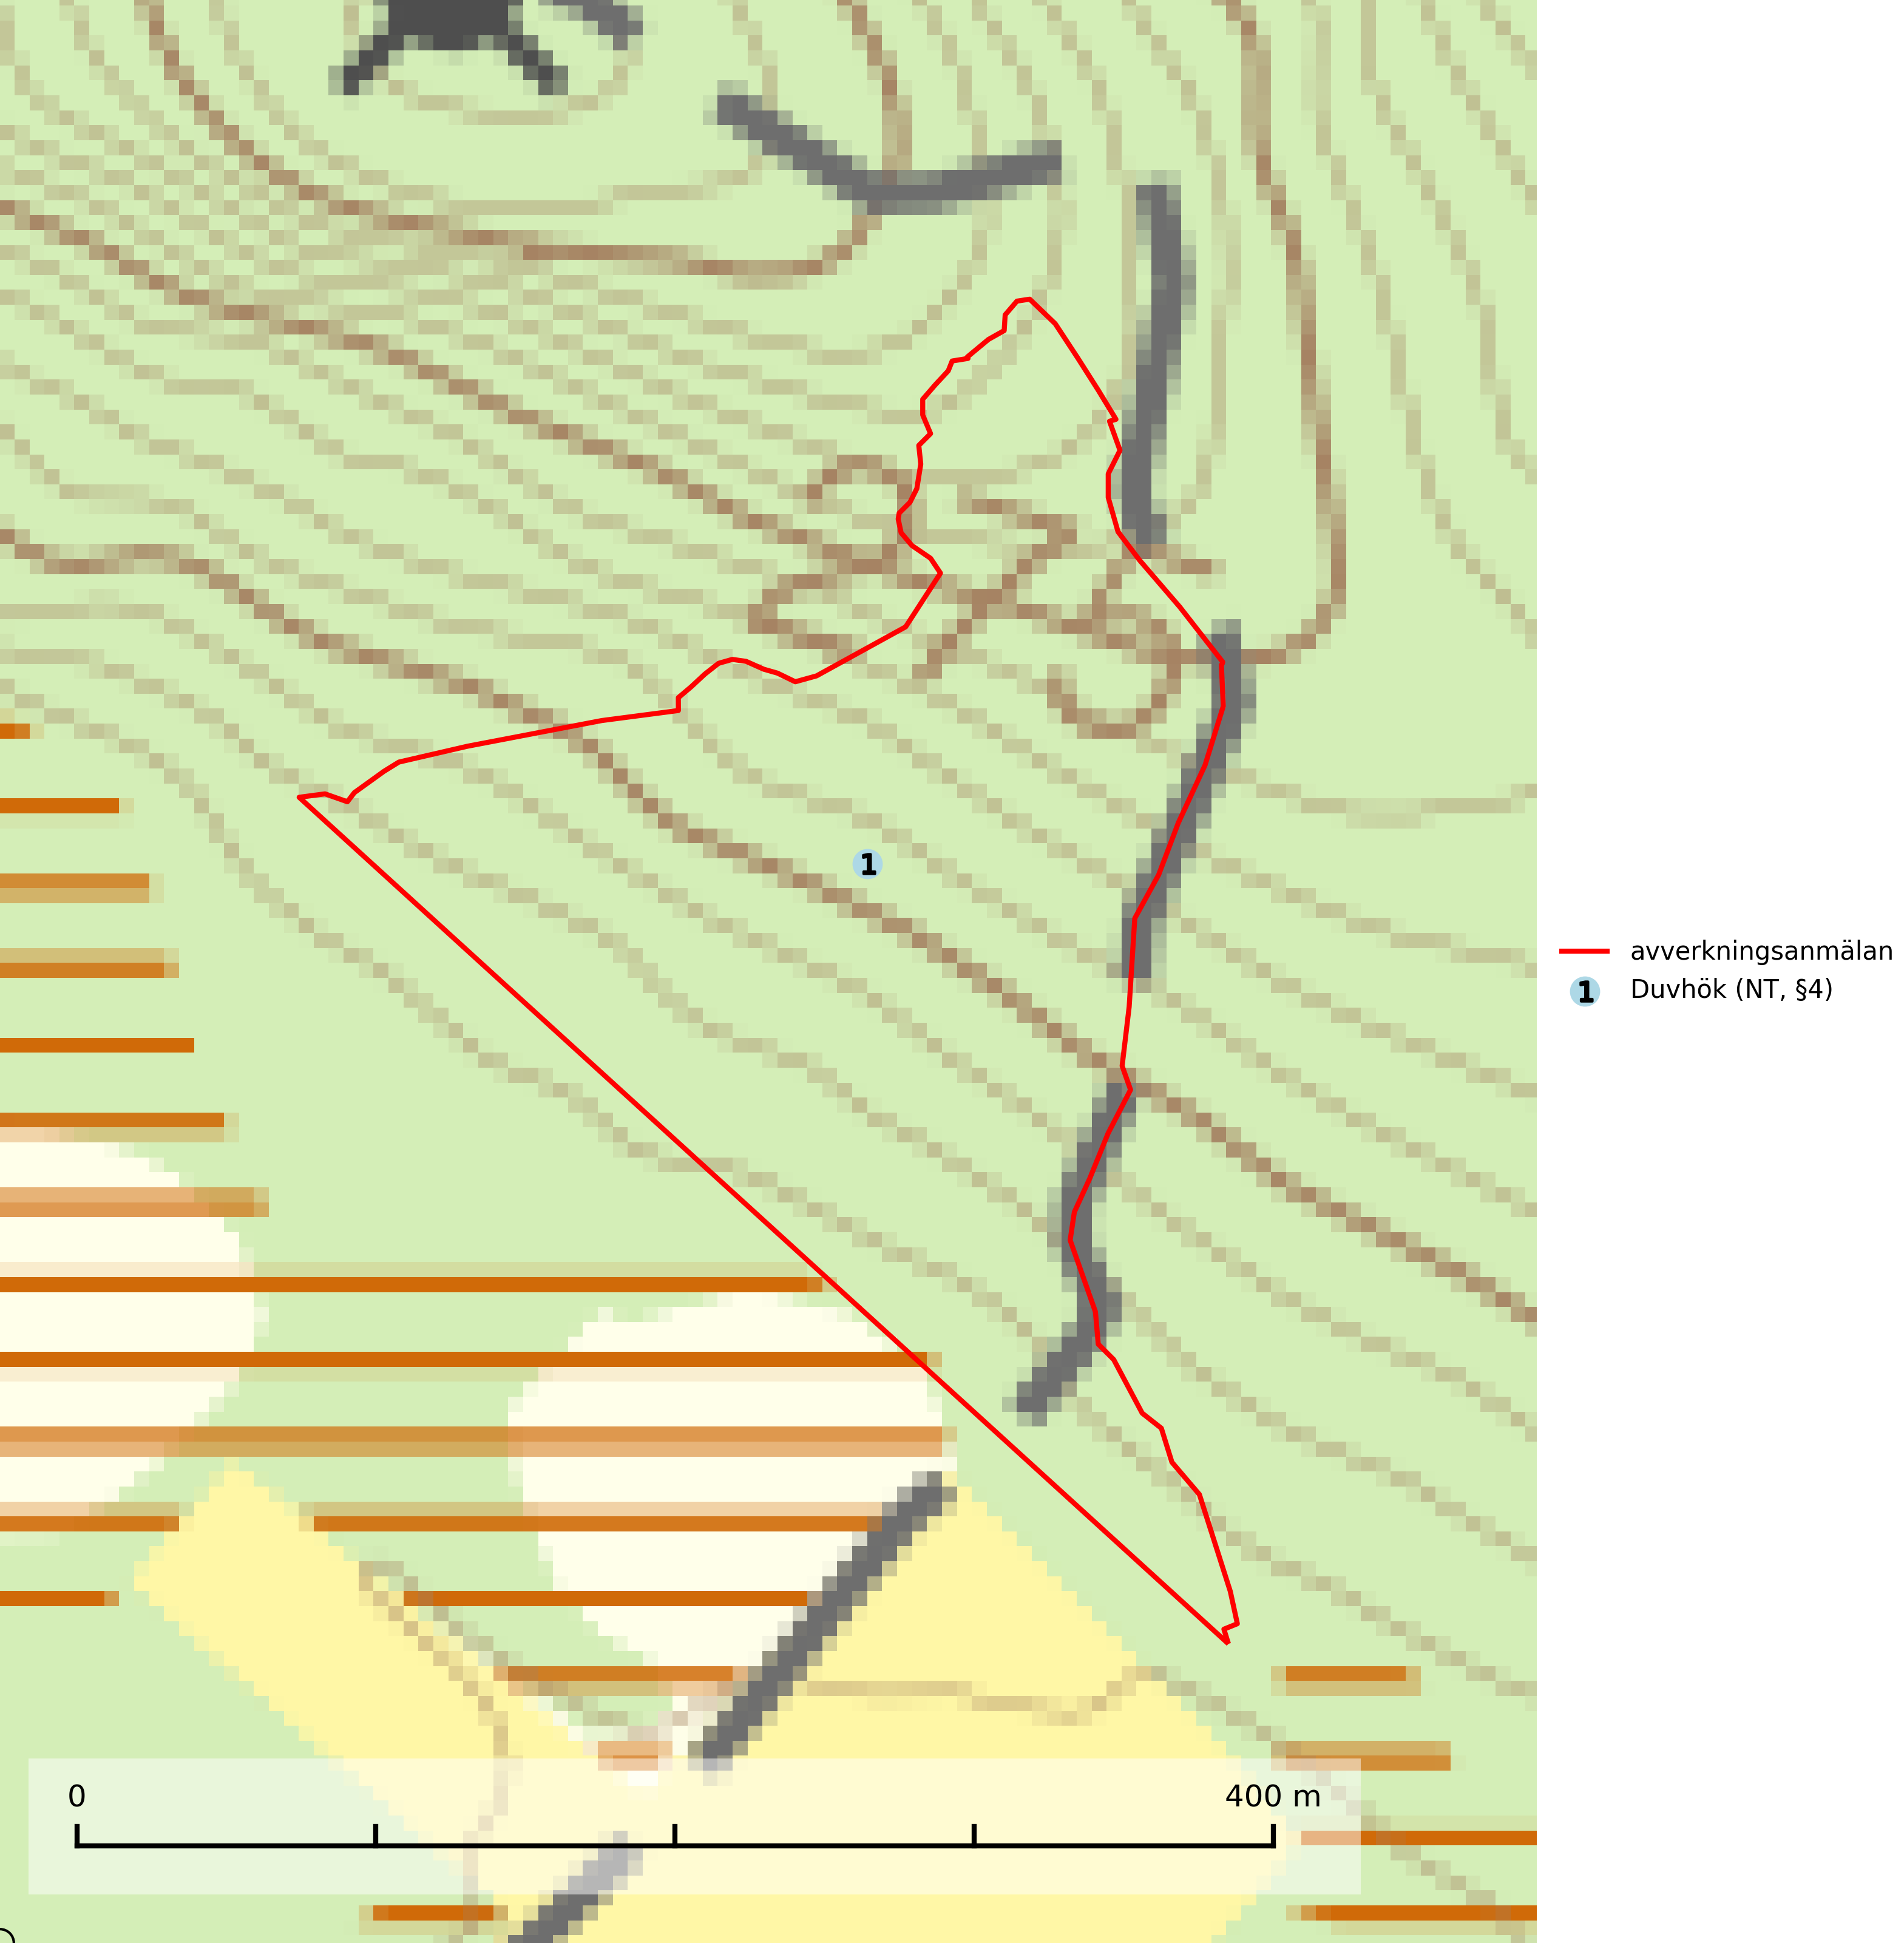 1
avverkningsanmälan
1 Duvhök (NT, §4)
0 400 m